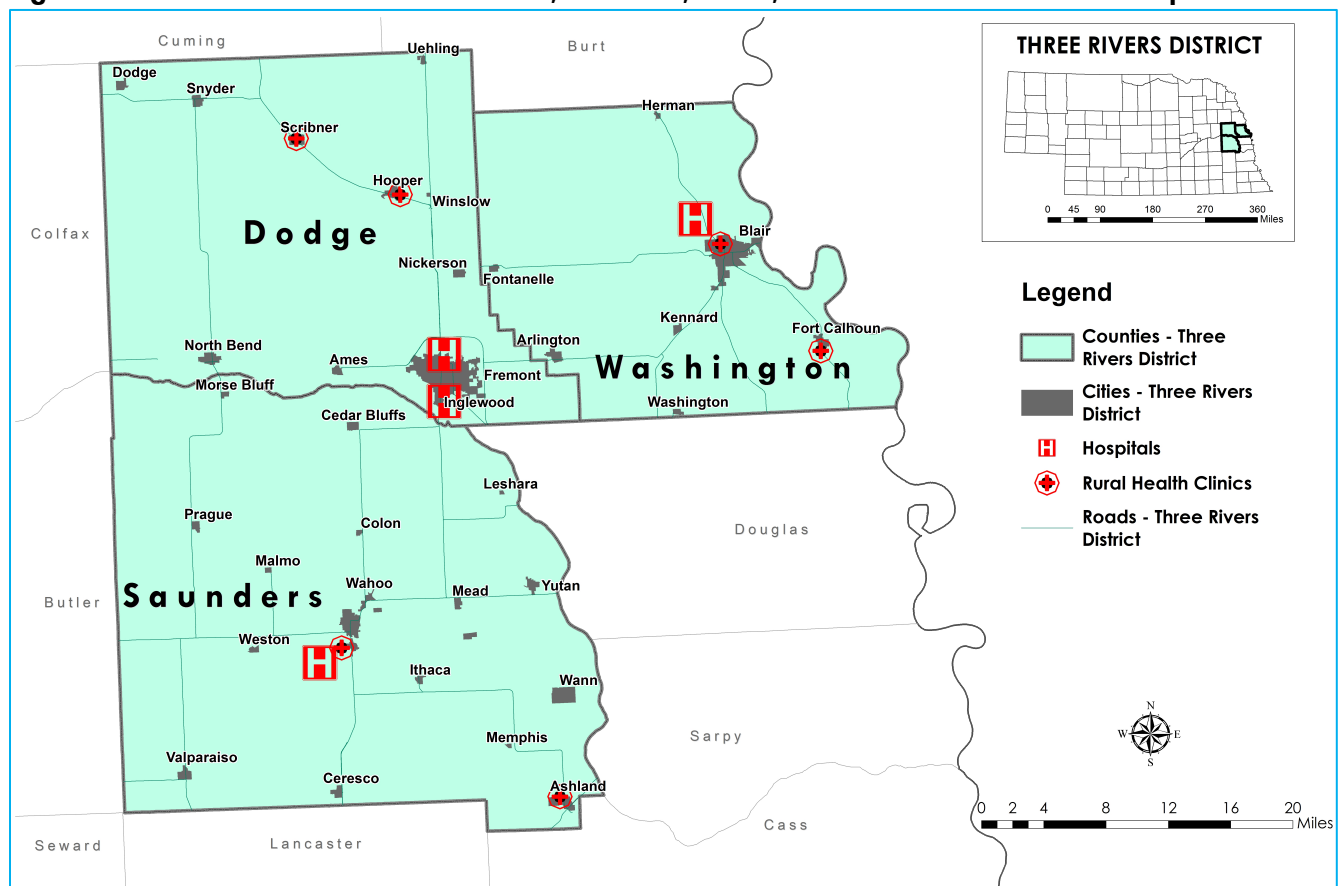 Cuming
Burt
Uehling
Dodge
Snyder
Herman
Scribner
Hooper
Winslow
Colfax
Dodge
Blair
Nickerson
Fontanelle
Kennard
Fort Calhoun
North Bend
Arlington
Ames
Washington
Fremont
Morse Bluff
Inglewood
Washington
Cedar Bluffs
Leshara
Prague
Colon
Douglas
Malmo
Wahoo
Mead
Yutan
Butler
Saunders
Weston
Ithaca
Wann
Sarpy
Memphis
Valparaiso
Ceresco
Ashland
Cass
Seward
Lancaster
THREE RIVERS DISTRICT
0 45 90 180 270 360
Miles
Legend
Counties - Three
Rivers District
Cities - Three Rivers
District
Hospitals
Rural Health Clinics
Roads - Three Rivers
District
N
W E
S
0 2 4 8 12 16 20
Miles